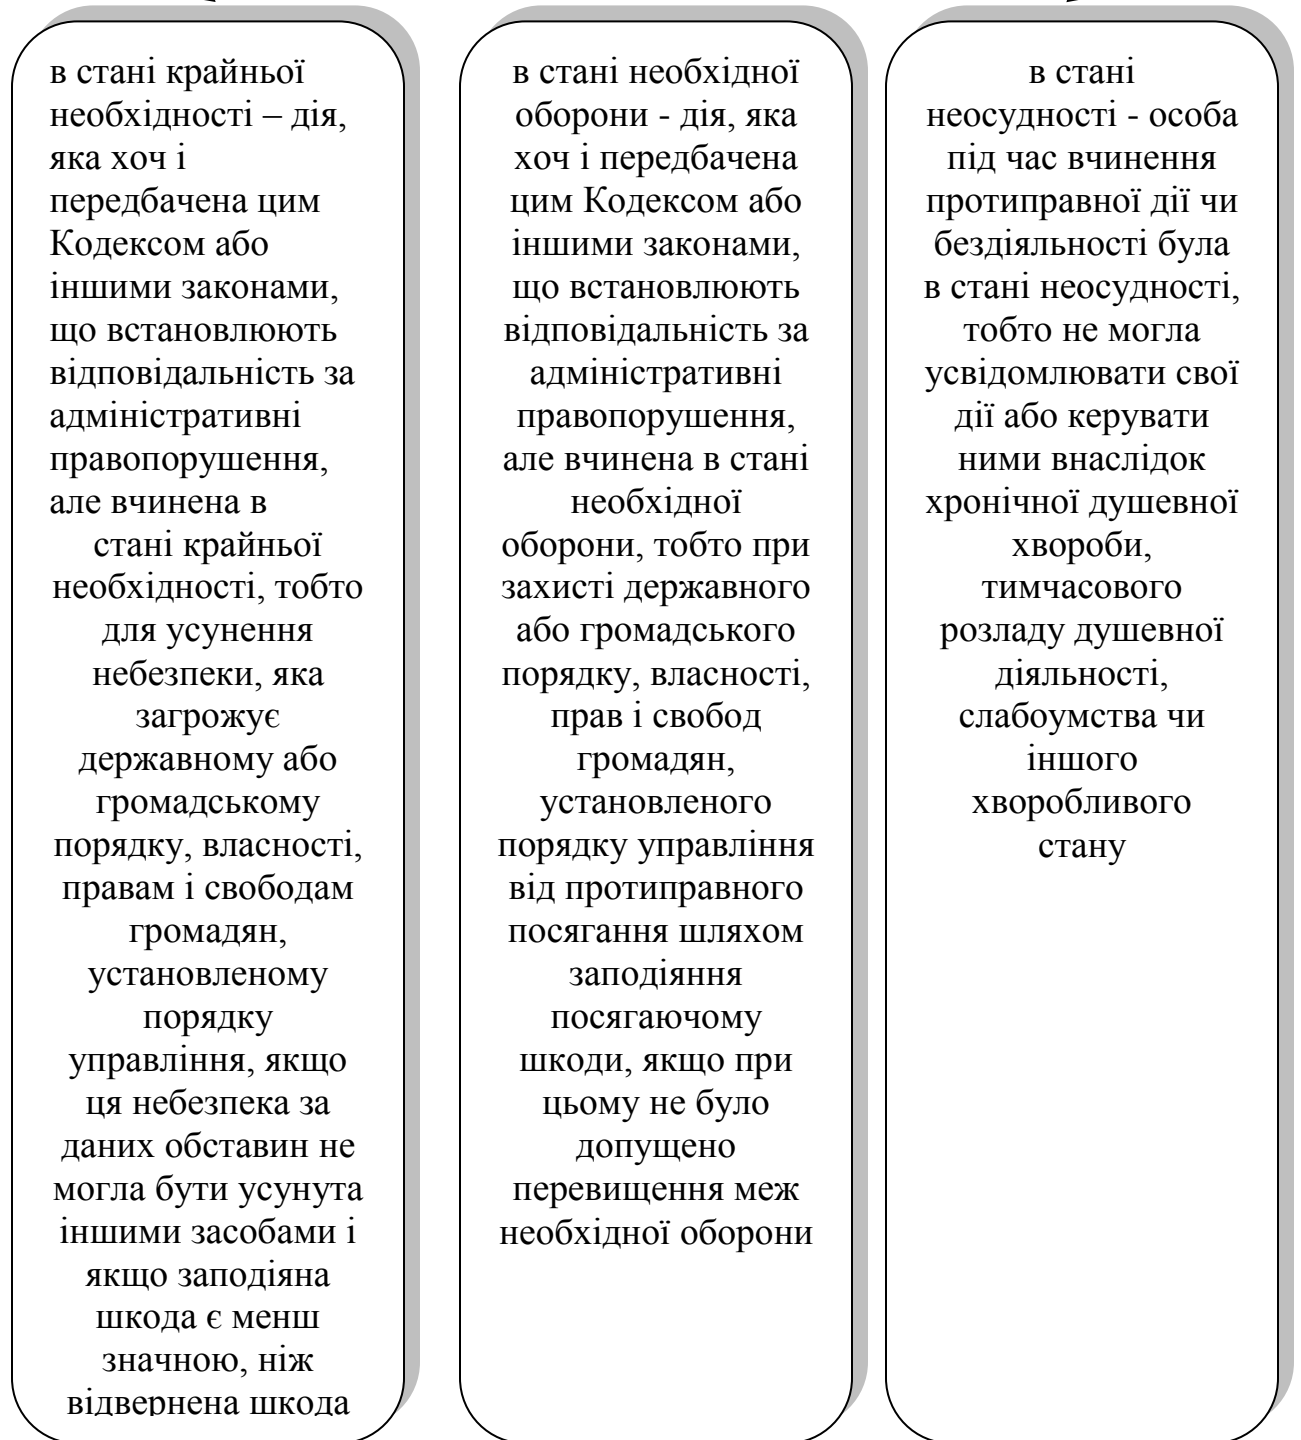 в стані крайньої
необхідності – дія,
яка хоч і
передбачена цим
Кодексом або
іншими законами,
що встановлюють
відповідальність за
адміністративні
правопорушення,
але вчинена в
стані крайньої
необхідності, тобто
для усунення
небезпеки, яка
загрожує
державному або
громадському
порядку, власності,
правам і свободам
громадян,
установленому
порядку
управління, якщо
ця небезпека за
даних обставин не
могла бути усунута
іншими засобами і
якщо заподіяна
шкода є менш
значною, ніж
відвернена шкода
в стані необхідної
оборони - дія, яка
хоч і передбачена
цим Кодексом або
іншими законами,
що встановлюють
відповідальність за
адміністративні
правопорушення,
але вчинена в стані
необхідної
оборони, тобто при
захисті державного
або громадського
порядку, власності,
прав і свобод
громадян,
установленого
порядку управління
від протиправного
посягання шляхом
заподіяння
посягаючому
шкоди, якщо при
цьому не було
допущено
перевищення меж
необхідної оборони
в стані
неосудності - особа
під час вчинення
протиправної дії чи
бездіяльності була
в стані неосудності,
тобто не могла
усвідомлювати свої
дії або керувати
ними внаслідок
хронічної душевної
хвороби,
тимчасового
розладу душевної
діяльності,
слабоумства чи
іншого
хворобливого
стану